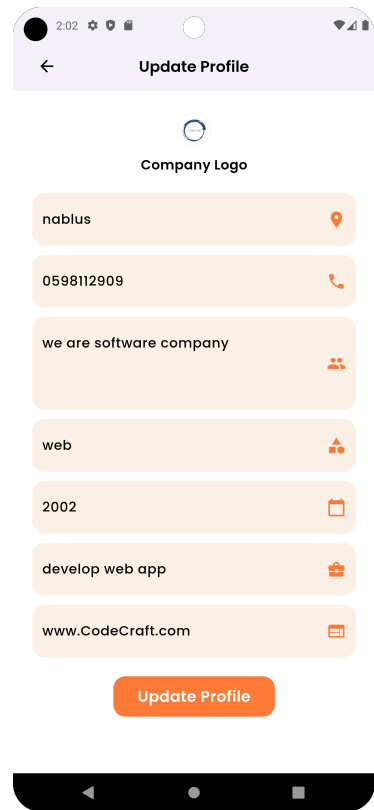 2:02
Update Profile
Company Logo
nablus
0598112909
we are software company
web
2002
develop web app
www.CodeCraft.com
Update Profile